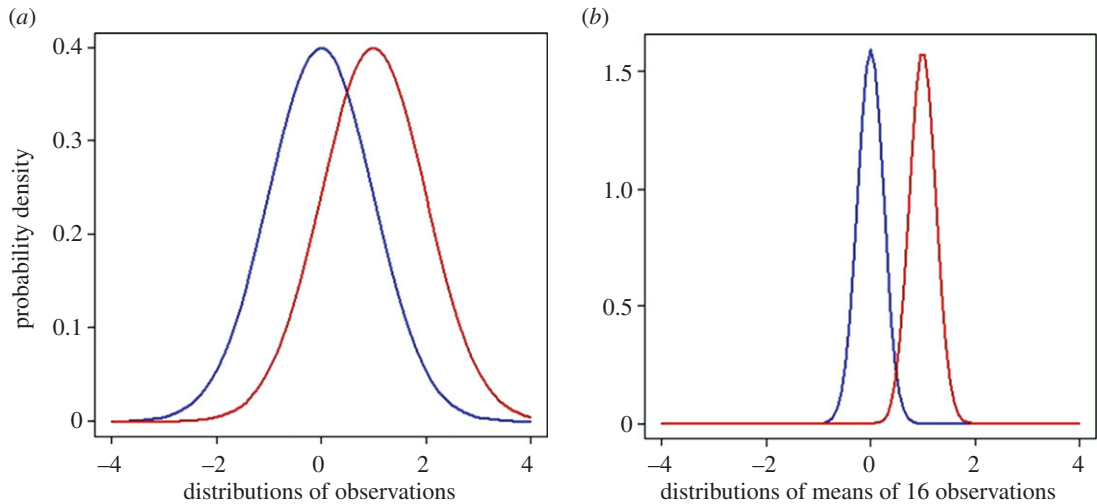 (a)
0.4
0.3
0.2
0.1
0
probability density
−4 −2 0 2 4
distributions of observations
(b)
1.5
1.0
0.5
0
−4 −2 0 2 4
distributions of means of 16 observations